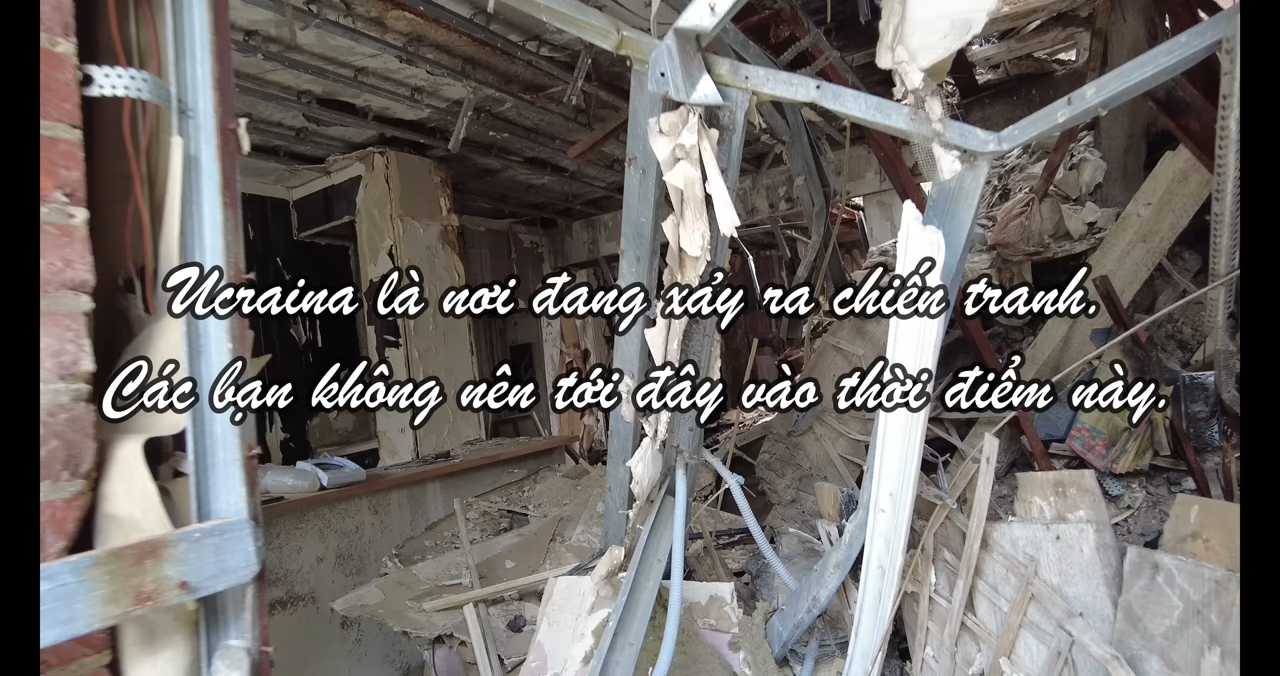 Ucraina là nơi đang xảy ra chiến tranh.
Các bạn không nên tới đây vào thời điểm này.